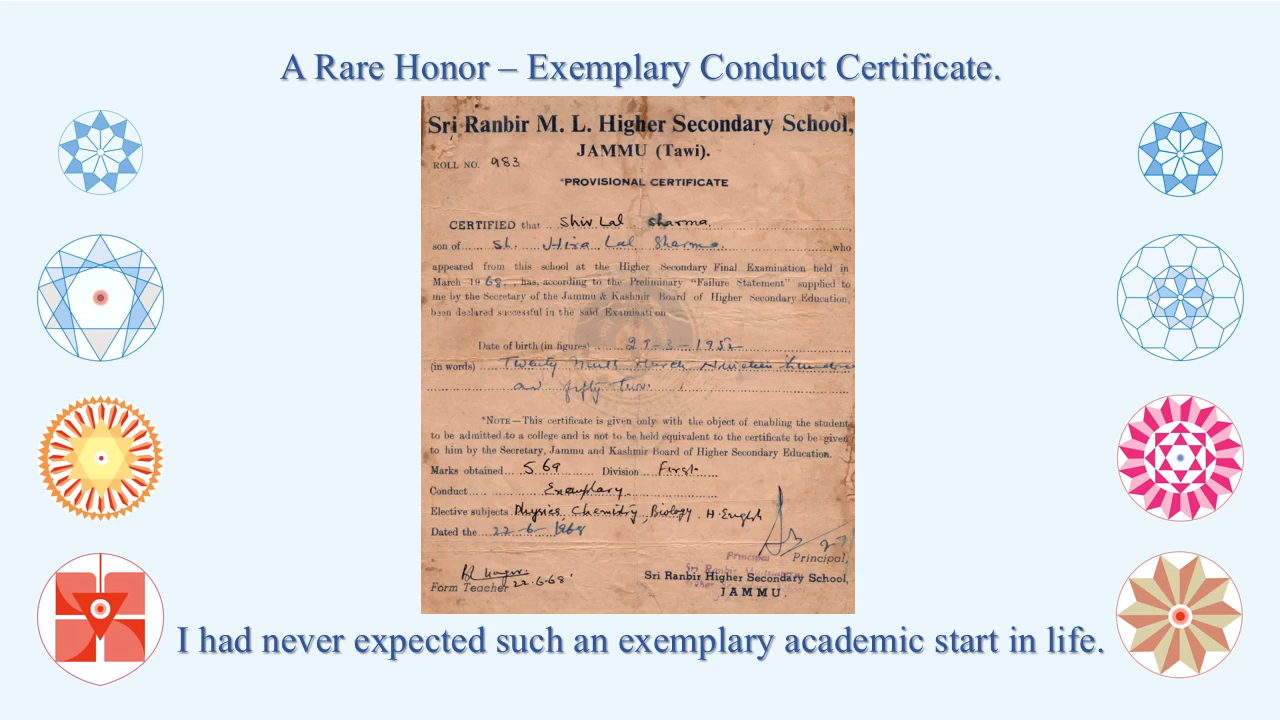 A Rare Honor – Exemplary Conduct Certificate.
Sri Ranbir M. L. Higher Secondary School,
JAMMU (Tawi).
ROLL NO. 983
*PROVISIONAL CERTIFICATE
CERTIFIED that .. Shiv Lal Sharma.
son of .... Sh. Hira Lal Sharma. ,who
appeared from this school at the Higher Secondary Final Examination held in
March 1968. , has, according to the Preliminary "Failure Statement" supplied to
me by the Secretary of the Jammu & Kashmir Board of Higher Secondary Education,
been declared successful in the said Examination
Date of birth (in figures) ...... 29-3-1952
(in words) .... Twenty March hundred
fifty two.
*NOTE—This certificate is given only with the object of enabling the student
to be admitted to a college and is not to be held equivalent to the certificate to be given
to him by the Secretary, Jammu and Kashmir Board of Higher Secondary Education.
Marks obtained.... 569 ...... Division .... First
Conduct.... Exemplary
Elective subjects Physics, Chemistry, Biology. H. English
Dated the... 22-6-1968
Principal
Principal,
Sri Ranbir
Sri Ranbir Higher Secondary School,
JAMMU.
22.6.68
Form Teacher
I had never expected such an exemplary academic start in life.